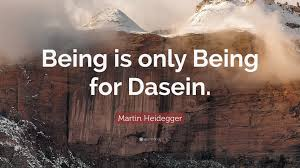 Being is only Being
for Dasein.
Martin Heidegger